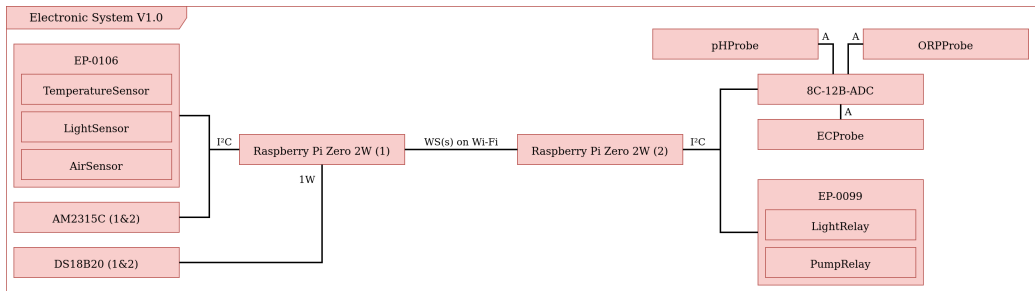 Electronic System V1.0
EP-0106
TemperatureSensor
LightSensor
AirSensor
AM2315C (1&2)
DS18B20 (1&2)
I²C
1W
Raspberry Pi Zero 2W (1)
WS(s) on Wi-Fi
Raspberry Pi Zero 2W (2)
I²C
pHProbe
A
A
ORPProbe
8C-12B-ADC
A
ECProbe
EP-0099
LightRelay
PumpRelay